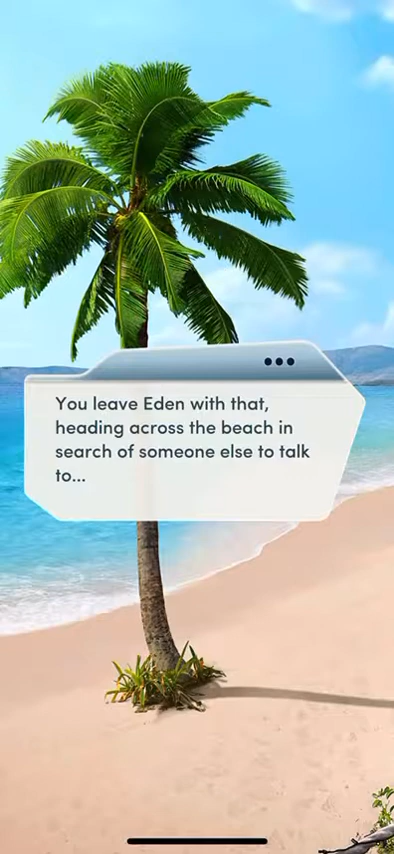 You leave Eden with that,
heading across the beach in
search of someone else to talk
to...